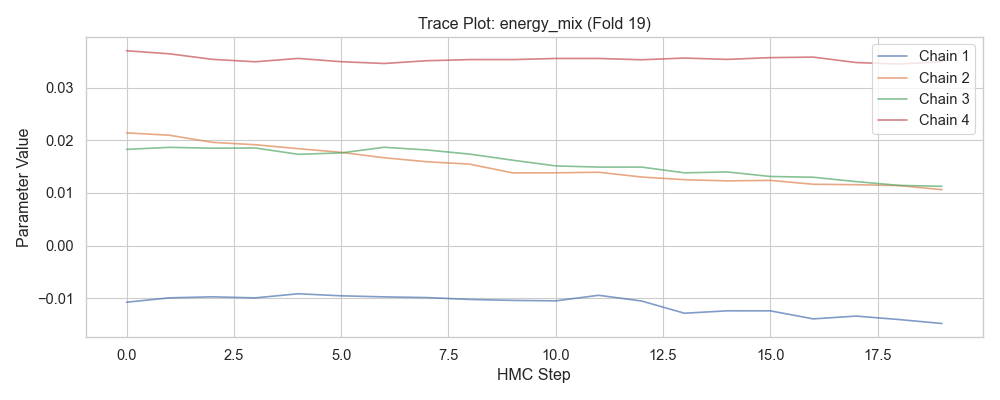 Trace Plot: energy_mix (Fold 19)
Chain 1
Chain 2
Chain 3
Chain 4
Parameter Value
0.03
0.02
0.01
0.00
−0.01
0.0 2.5 5.0 7.5 10.0 12.5 15.0 17.5
HMC Step